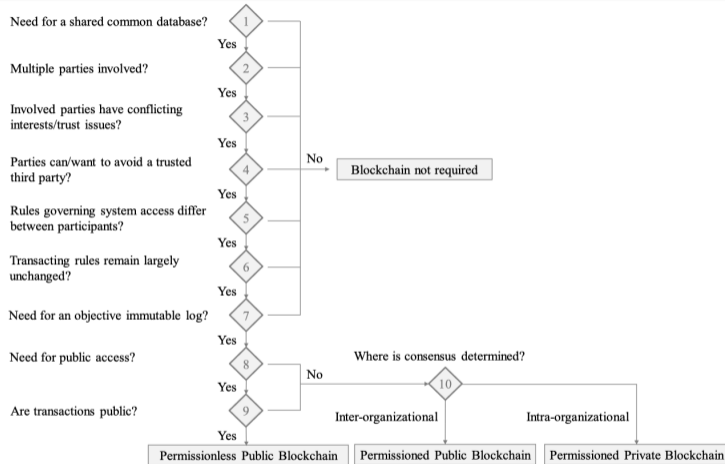 Need for a shared common database?
1
Yes
Multiple parties involved?
2
Yes
Involved parties have conflicting
interests/trust issues?
3
Yes
No
Parties can/want to avoid a trusted
third party?
4
Blockchain not required
Yes
Rules governing system access differ
between participants?
5
Yes
Transacting rules remain largely
unchanged?
6
Yes
Need for an objective immutable log?
7
Yes
Need for public access?
8
Where is consensus determined?
No
10
Yes
Are transactions public?
9
Inter-organizational
Intra-organizational
Yes
Permissionless Public Blockchain
Permissioned Public Blockchain
Permissioned Private Blockchain